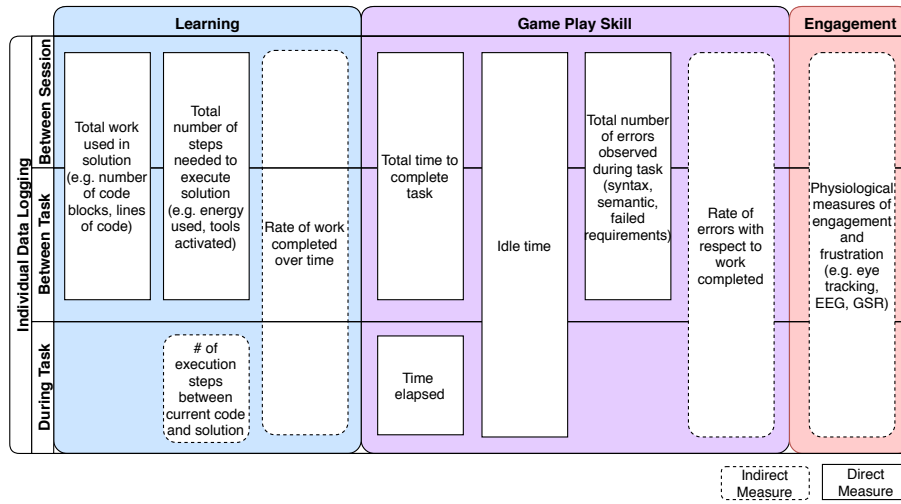 Learning
Game Play Skill
Engagement
Individual Data Logging
Between Session
Between Task
During Task
Total work
used in
solution
(e.g. number
of code
blocks, lines
of code)
Total
number of
steps
needed to
execute
solution
(e.g. energy
used, tools
activated)
Rate of work
completed
over time
# of
execution
steps
between
current code
and solution
Total time to
complete
task
Time
elapsed
Idle time
Total number
of errors
observed
during task
(syntax,
semantic,
failed
requirements)
Rate of
errors with
respect to
work
completed
Physiological
measures of
engagement
and
frustration
(e.g. eye
tracking,
EEG, GSR)
Indirect
Measure
Direct
Measure